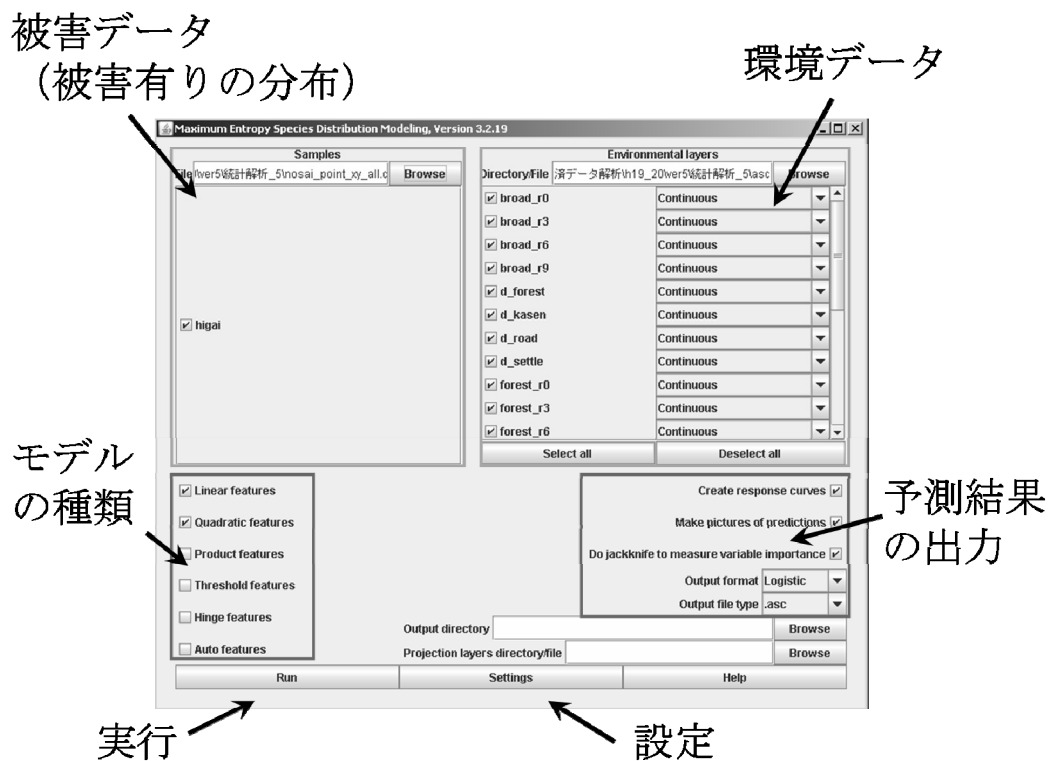 被害データ
（被害有りの分布）
環境データ
Maximum Entropy Species Distribution Modeling, Version 3.2.19
Samples
File \ver5\統計解析_5\nosai_point_xy_all.c Browse
higai
Environmental layers
Directory/File 済データ解析\h19_20\ver5\統計解析_5\asc Browse
broad_r0 Continuous
broad_r3 Continuous
broad_r6 Continuous
broad_r9 Continuous
d_forest Continuous
d_kasen Continuous
d_road Continuous
d_settle Continuous
forest_r0 Continuous
forest_r3 Continuous
forest_r6 Continuous
Select all Deselect all
モデル
の種類
Linear features
Quadratic features
Product features
Threshold features
Hinge features
Auto features
Create response curves
Make pictures of predictions
Do jackknife to measure variable importance
Output format Logistic
Output file type .asc
予測結果
の出力
Output directory Browse
Projection layers directory/file Browse
Run Settings Help
実行
設定